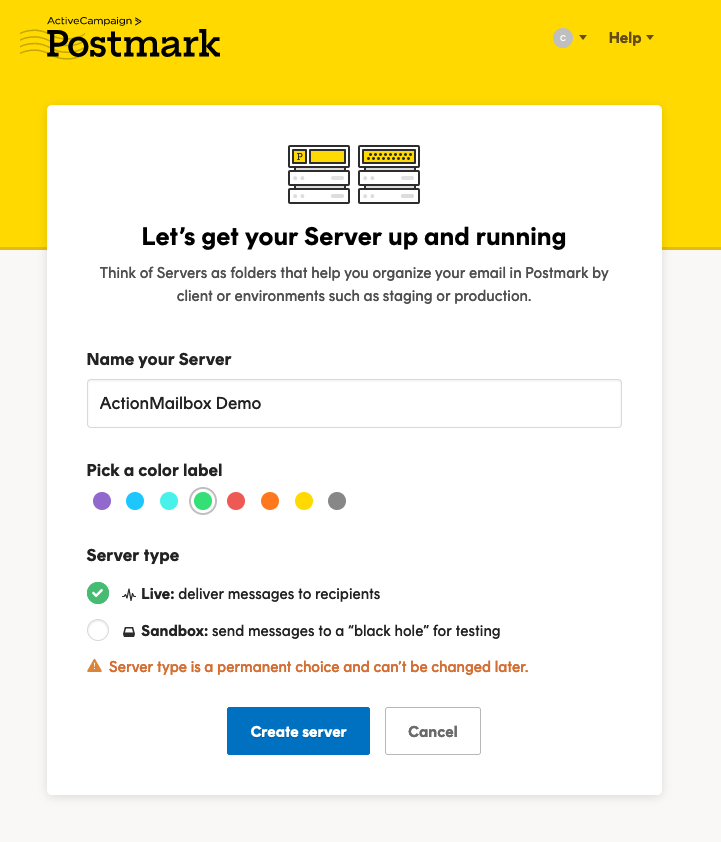 ActiveCampaign >
Postmark
C
Help
P
Let's get your Server up and running
Think of Servers as folders that help you organize your email in Postmark by
client or environments such as staging or production.
Name your Server
ActionMailbox Demo
Pick a color label
Server type
Live: deliver messages to recipients
Sandbox: send messages to a “black hole” for testing
Server type is a permanent choice and can't be changed later.
Create server
Cancel